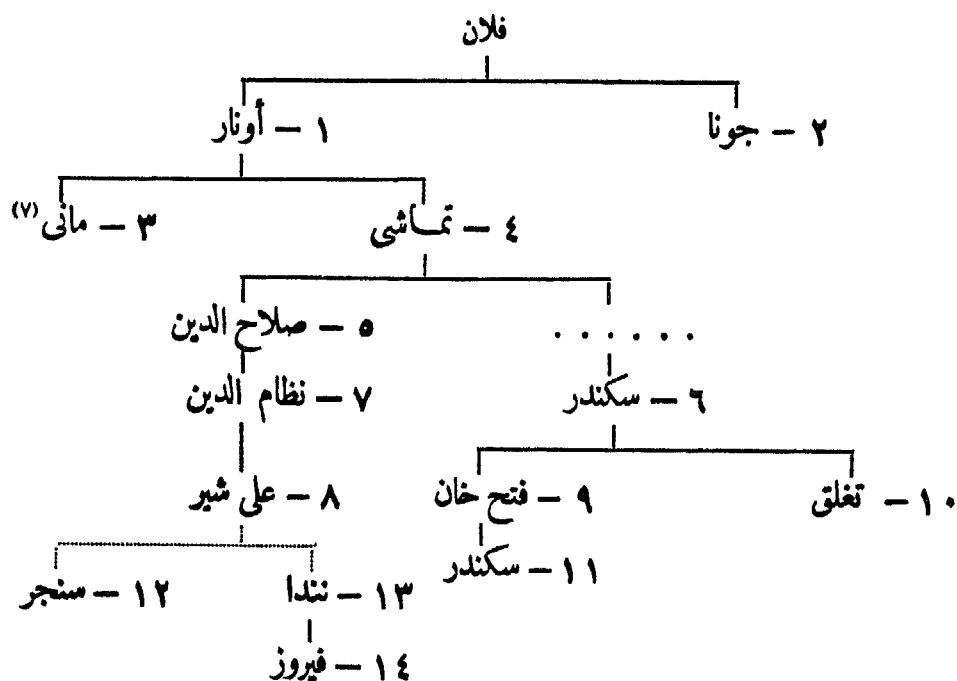 فلان
٢ – جونا ١ – أونار
٤ – تماشى ٣ – مانى (٧)
. . . . . . ٥ – صلاح الدين
٦ – سكندر ٧ – نظام الدين
١٠ – تغلق ٩ – فتح خان ٨ – على شير
١١ – سكندر ١٣ – نندا ١٢ – سنجر
١٤ – فيروز